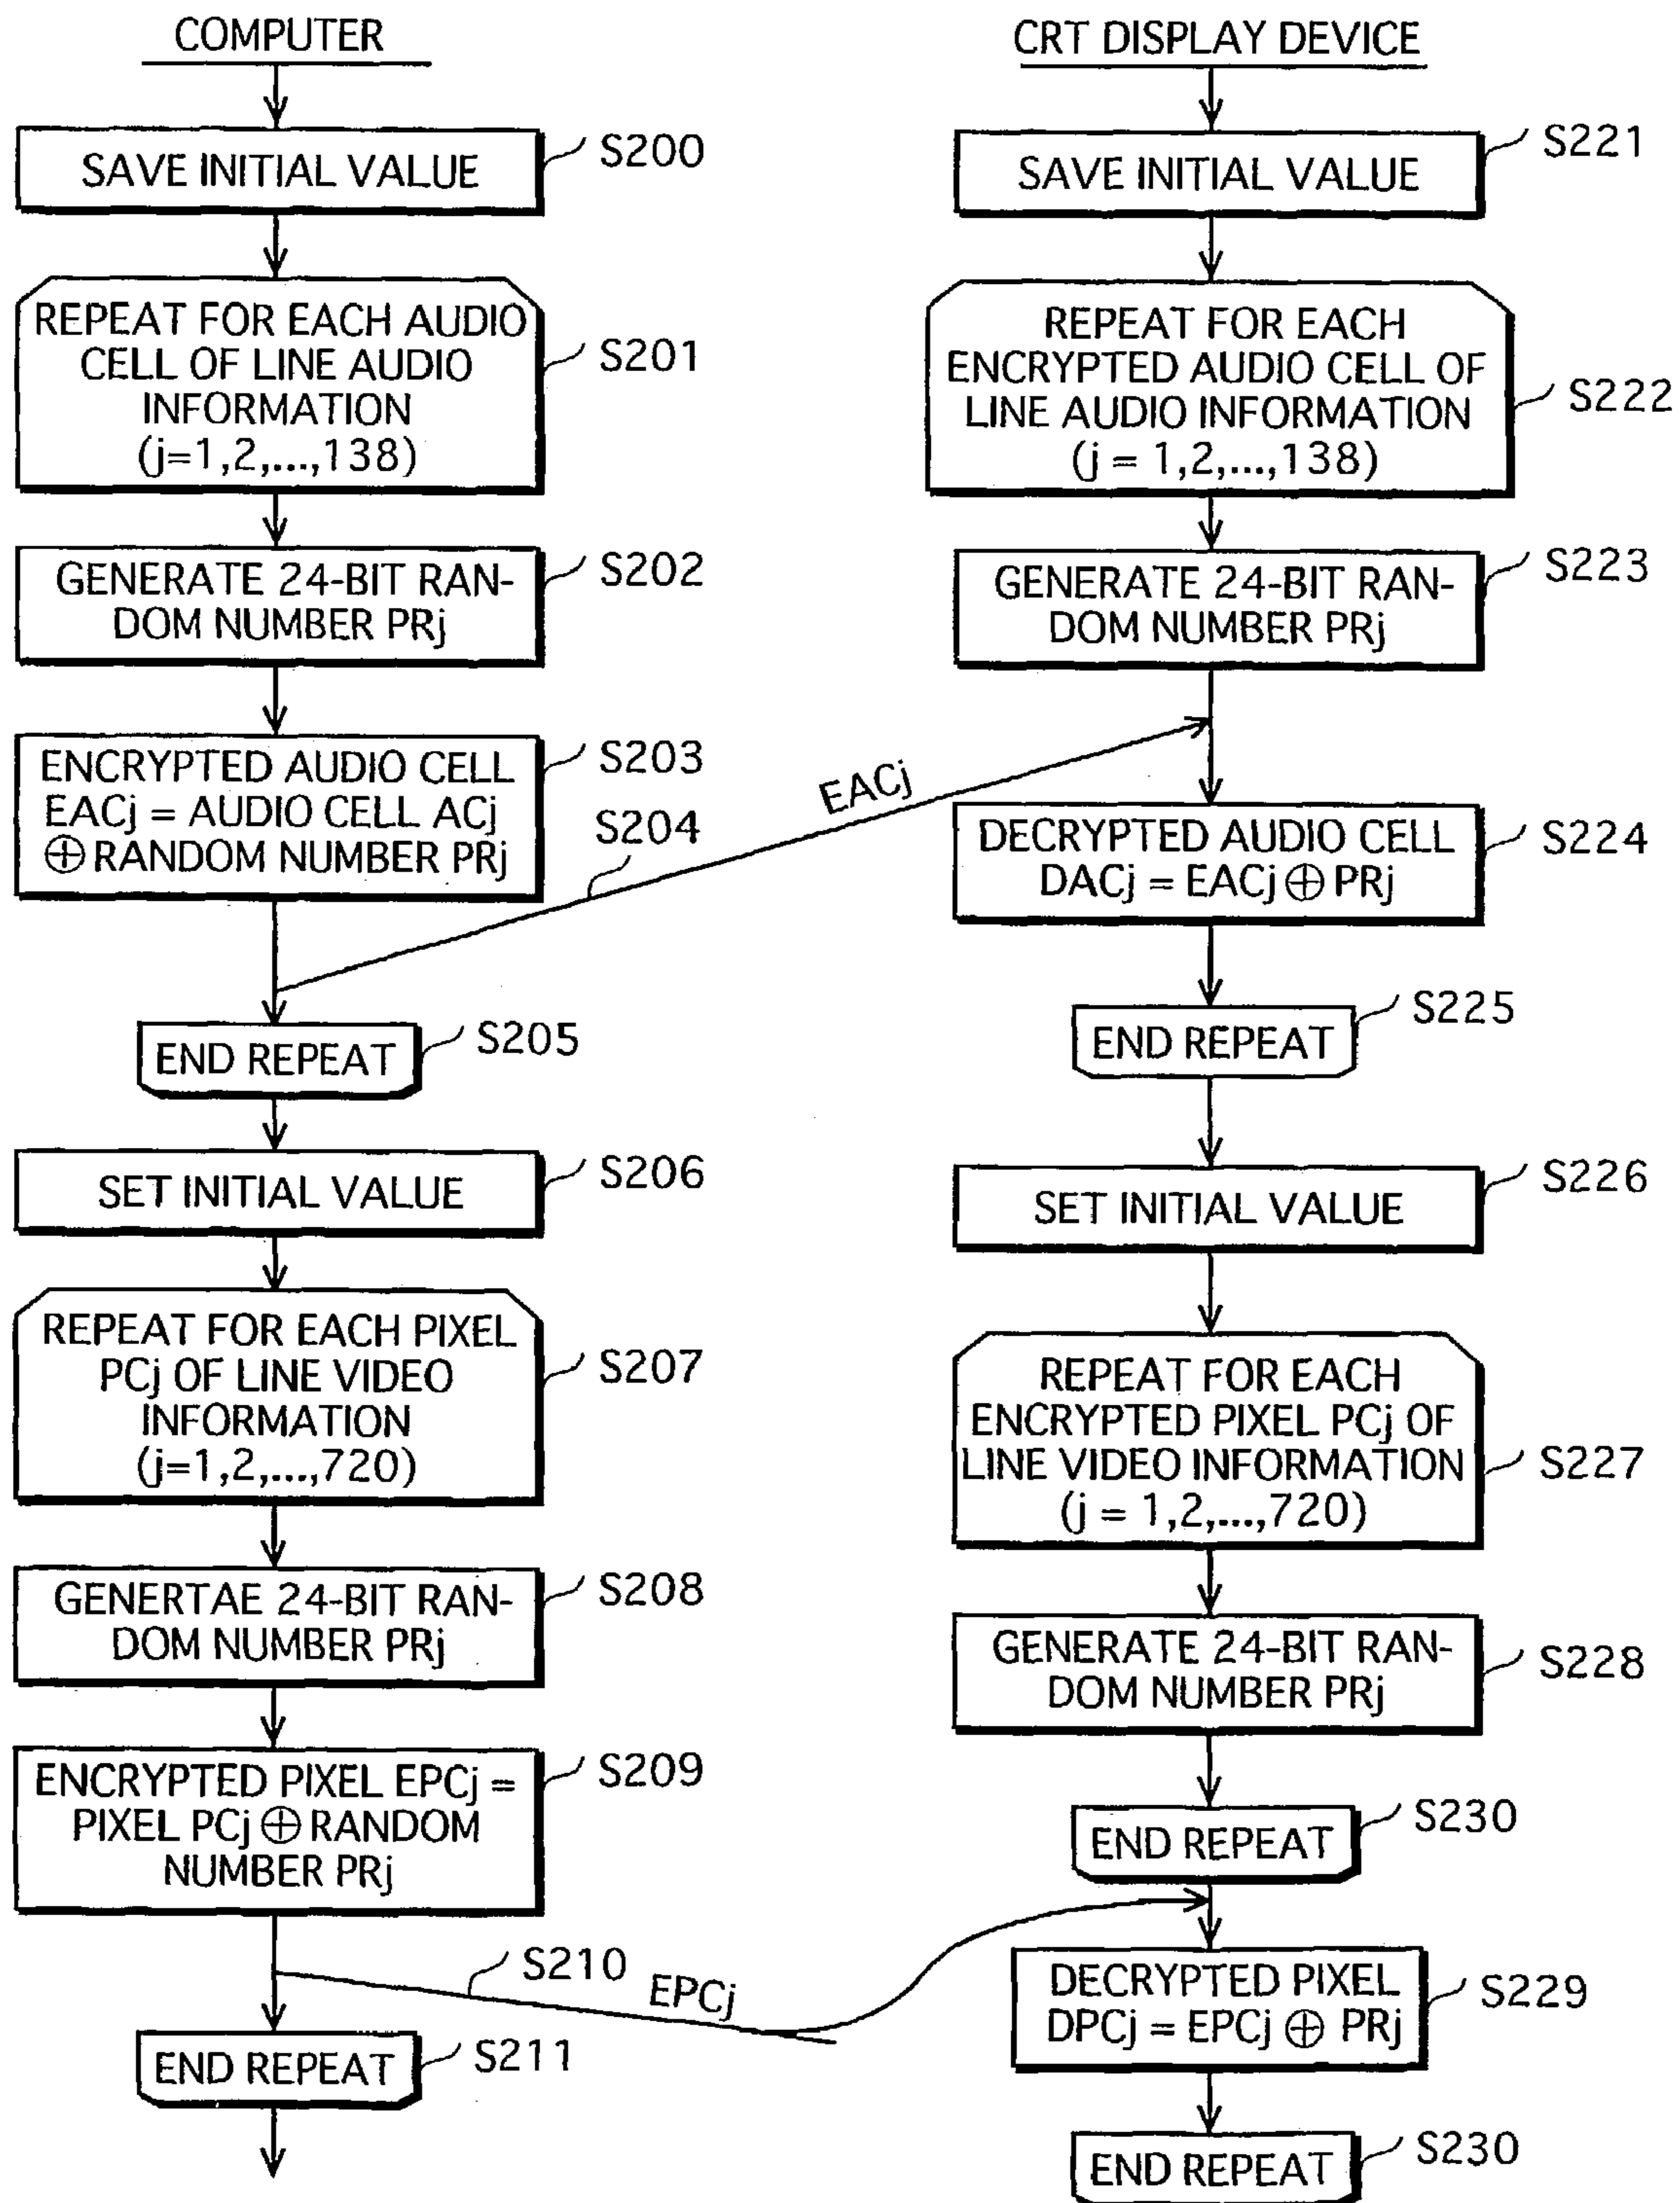 COMPUTER
SAVE INITIAL VALUE
S200
REPEAT FOR EACH AUDIO
CELL OF LINE AUDIO
INFORMATION
(j=1,2,...,138)
S201
GENERATE 24-BIT RAN-
DOM NUMBER PRj
S202
ENCRYPTED AUDIO CELL
EACj = AUDIO CELL ACj
⊕ RANDOM NUMBER PRj
S203
S204
EACj
END REPEAT
S205
SET INITIAL VALUE
S206
REPEAT FOR EACH PIXEL
PCj OF LINE VIDEO
INFORMATION
(j=1,2,...,720)
S207
GENERTAE 24-BIT RAN-
DOM NUMBER PRj
S208
ENCRYPTED PIXEL EPCj =
PIXEL PCj ⊕ RANDOM
NUMBER PRj
S209
S210
EPCj
END REPEAT
S211
CRT DISPLAY DEVICE
SAVE INITIAL VALUE
S221
REPEAT FOR EACH
ENCRYPTED AUDIO CELL OF
LINE AUDIO INFORMATION
(j = 1,2,...,138)
S222
GENERATE 24-BIT RAN-
DOM NUMBER PRj
S223
DECRYPTED AUDIO CELL
DACj = EACj ⊕ PRj
S224
END REPEAT
S225
SET INITIAL VALUE
S226
REPEAT FOR EACH
ENCRYPTED PIXEL PCj OF
LINE VIDEO INFORMATION
(j = 1,2,...,720)
S227
GENERATE 24-BIT RAN-
DOM NUMBER PRj
S228
END REPEAT
S230
DECRYPTED PIXEL
DPCj = EPCj ⊕ PRj
S229
END REPEAT
S230